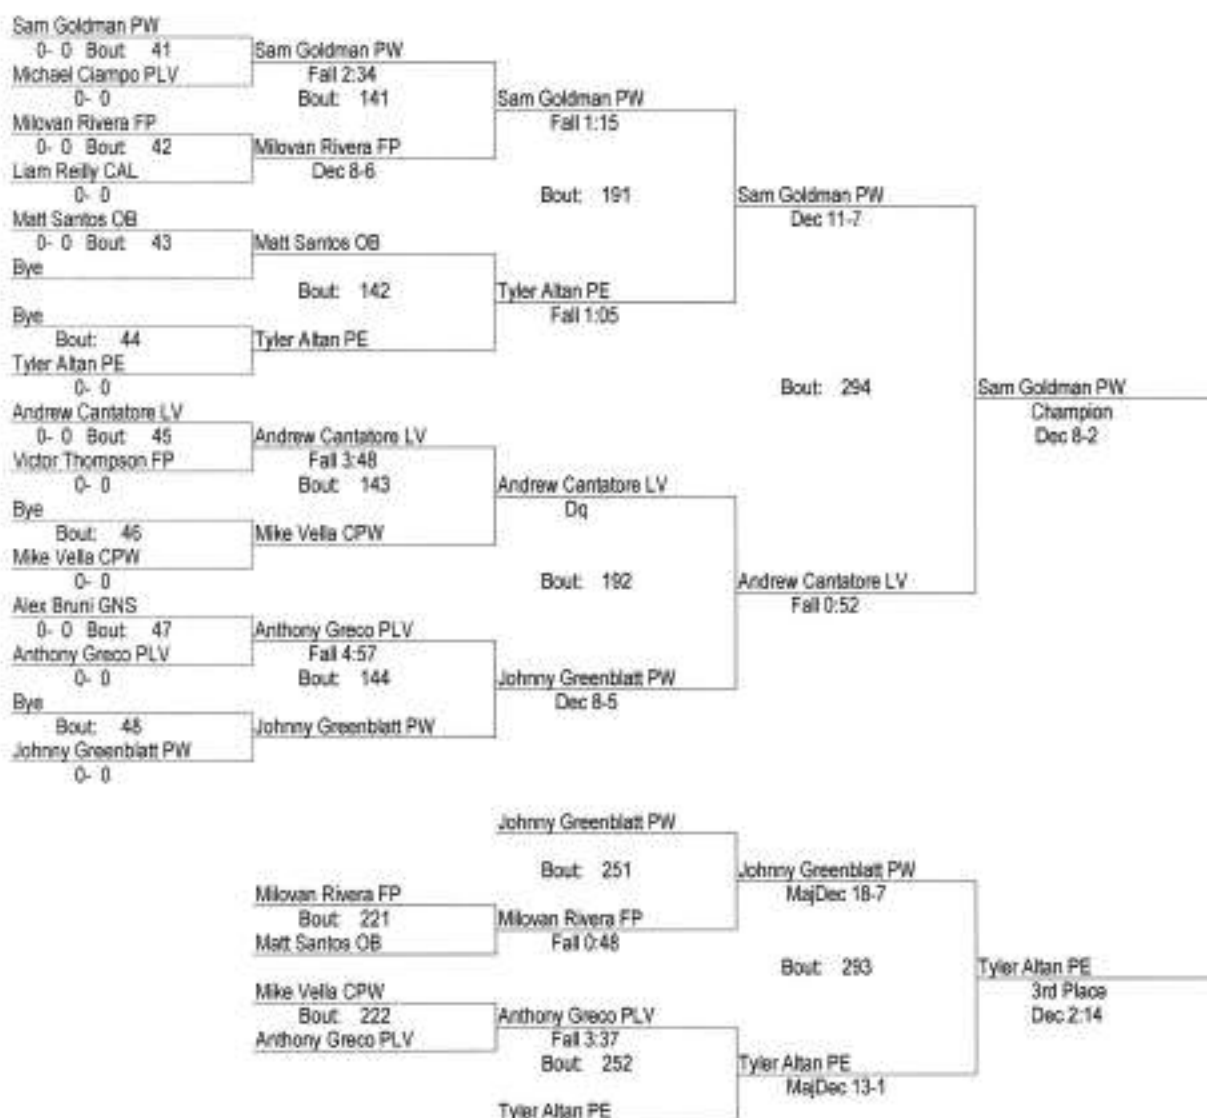 Sam Goldman PW
0- 0 Bout 41
Michael Ciampo PLV
0- 0
Milovan Rivera FP
0- 0 Bout 42
Liam Reilly CAL
0- 0
Matt Santos OB
0- 0 Bout 43
Bye
Bye
Bout: 44
Tyler Altan PE
0- 0
Andrew Cantatore LV
0- 0 Bout 45
Victor Thompson FP
0- 0
Bye
Bout: 46
Mike Vella CPW
0- 0
Alex Bruni GNS
0- 0 Bout 47
Anthony Greco PLV
0- 0
Bye
Bout: 48
Johnny Greenblatt PW
0- 0
Sam Goldman PW
Fall 2:34
Bout: 141
Milovan Rivera FP
Dec 8-6
Matt Santos OB
Bout: 142
Tyler Altan PE
Andrew Cantatore LV
Fall 3:48
Bout: 143
Mike Vella CPW
Anthony Greco PLV
Fall 4:57
Bout: 144
Johnny Greenblatt PW
Sam Goldman PW
Fall 1:15
Bout: 191
Tyler Altan PE
Fall 1:05
Andrew Cantatore LV
Dq
Bout: 192
Johnny Greenblatt PW
Dec 8-5
Sam Goldman PW
Dec 11-7
Bout: 294
Andrew Cantatore LV
Fall 0:52
Sam Goldman PW
Champion
Dec 8-2
Milovan Rivera FP
Bout: 221
Matt Santos OB
Mike Vella CPW
Bout: 222
Anthony Greco PLV
Johnny Greenblatt PW
Bout: 251
Milovan Rivera FP
Fall 0:48
Anthony Greco PLV
Fall 3:37
Bout: 252
Tyler Altan PE
Johnny Greenblatt PW
MajDec 18-7
Bout: 293
Tyler Altan PE
MajDec 13-1
Tyler Altan PE
3rd Place
Dec 2:14